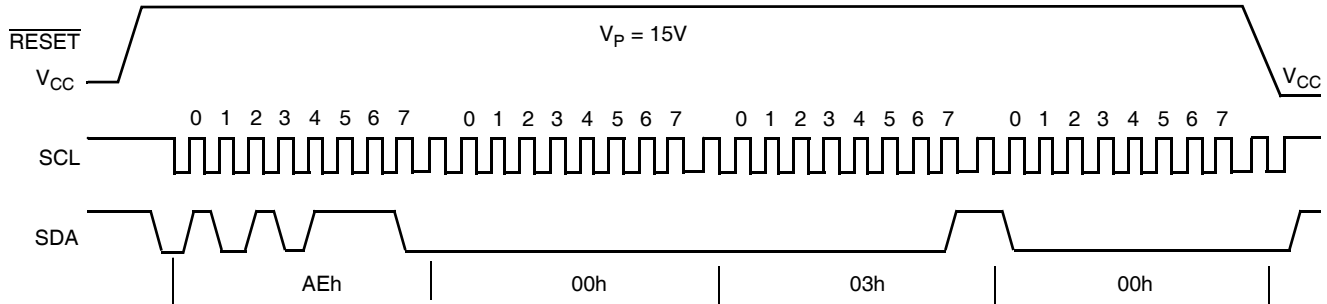 RESET
V_P = 15V
V_CC V_CC
0 1 2 3 4 5 6 7 0 1 2 3 4 5 6 7 0 1 2 3 4 5 6 7 0 1 2 3 4 5 6 7
SCL
SDA
AEh 00h 03h 00h